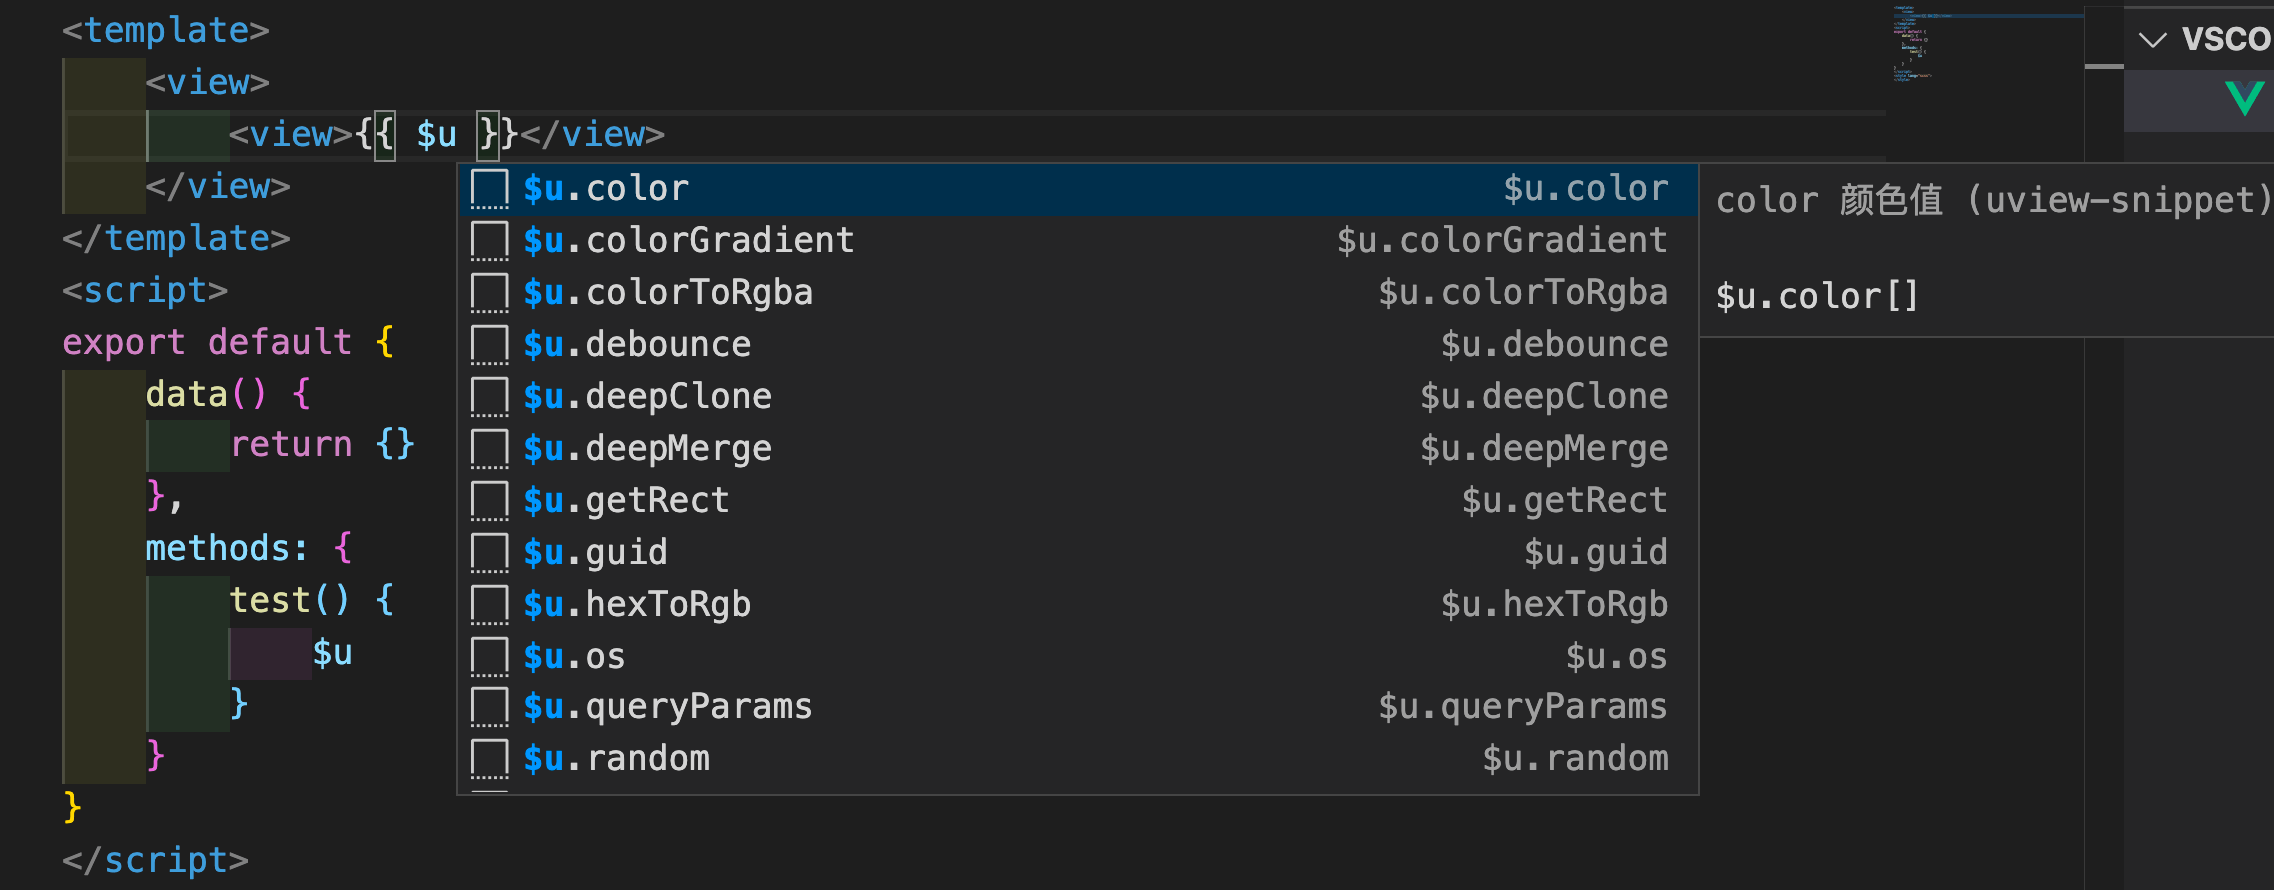 <template>
<view>
<view>{{ $u }}</view>
</view>
</template>
<script>
export default {
data() {
return {}
},
methods: {
test() {
$u
}
}
}
</script>
$u.color $u.color
$u.colorGradient $u.colorGradient
$u.colorToRgba $u.colorToRgba
$u.debounce $u.debounce
$u.deepClone $u.deepClone
$u.deepMerge $u.deepMerge
$u.getRect $u.getRect
$u.guid $u.guid
$u.hexToRgb $u.hexToRgb
$u.os $u.os
$u.queryParams $u.queryParams
$u.random $u.random
color 颜色值 (uview-snippet)
$u.color[]
VSCO